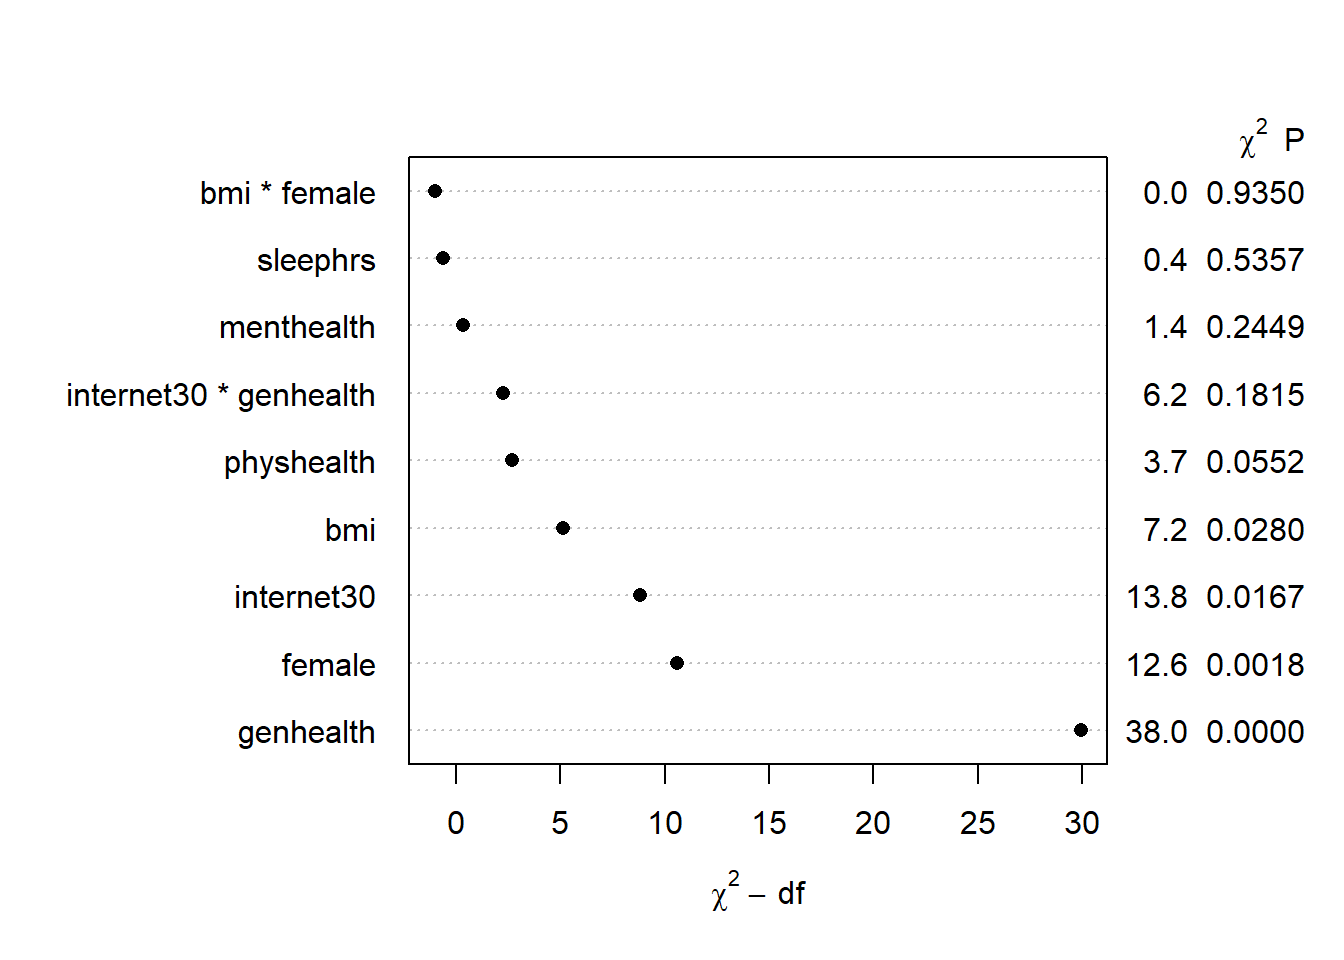 χ² P
bmi * female 0.0 0.9350
sleephrs 0.4 0.5357
menthealth 1.4 0.2449
internet30 * genhealth 6.2 0.1815
physhealth 3.7 0.0552
bmi 7.2 0.0280
internet30 13.8 0.0167
female 12.6 0.0018
genhealth 38.0 0.0000
0 5 10 15 20 25 30
χ² − df